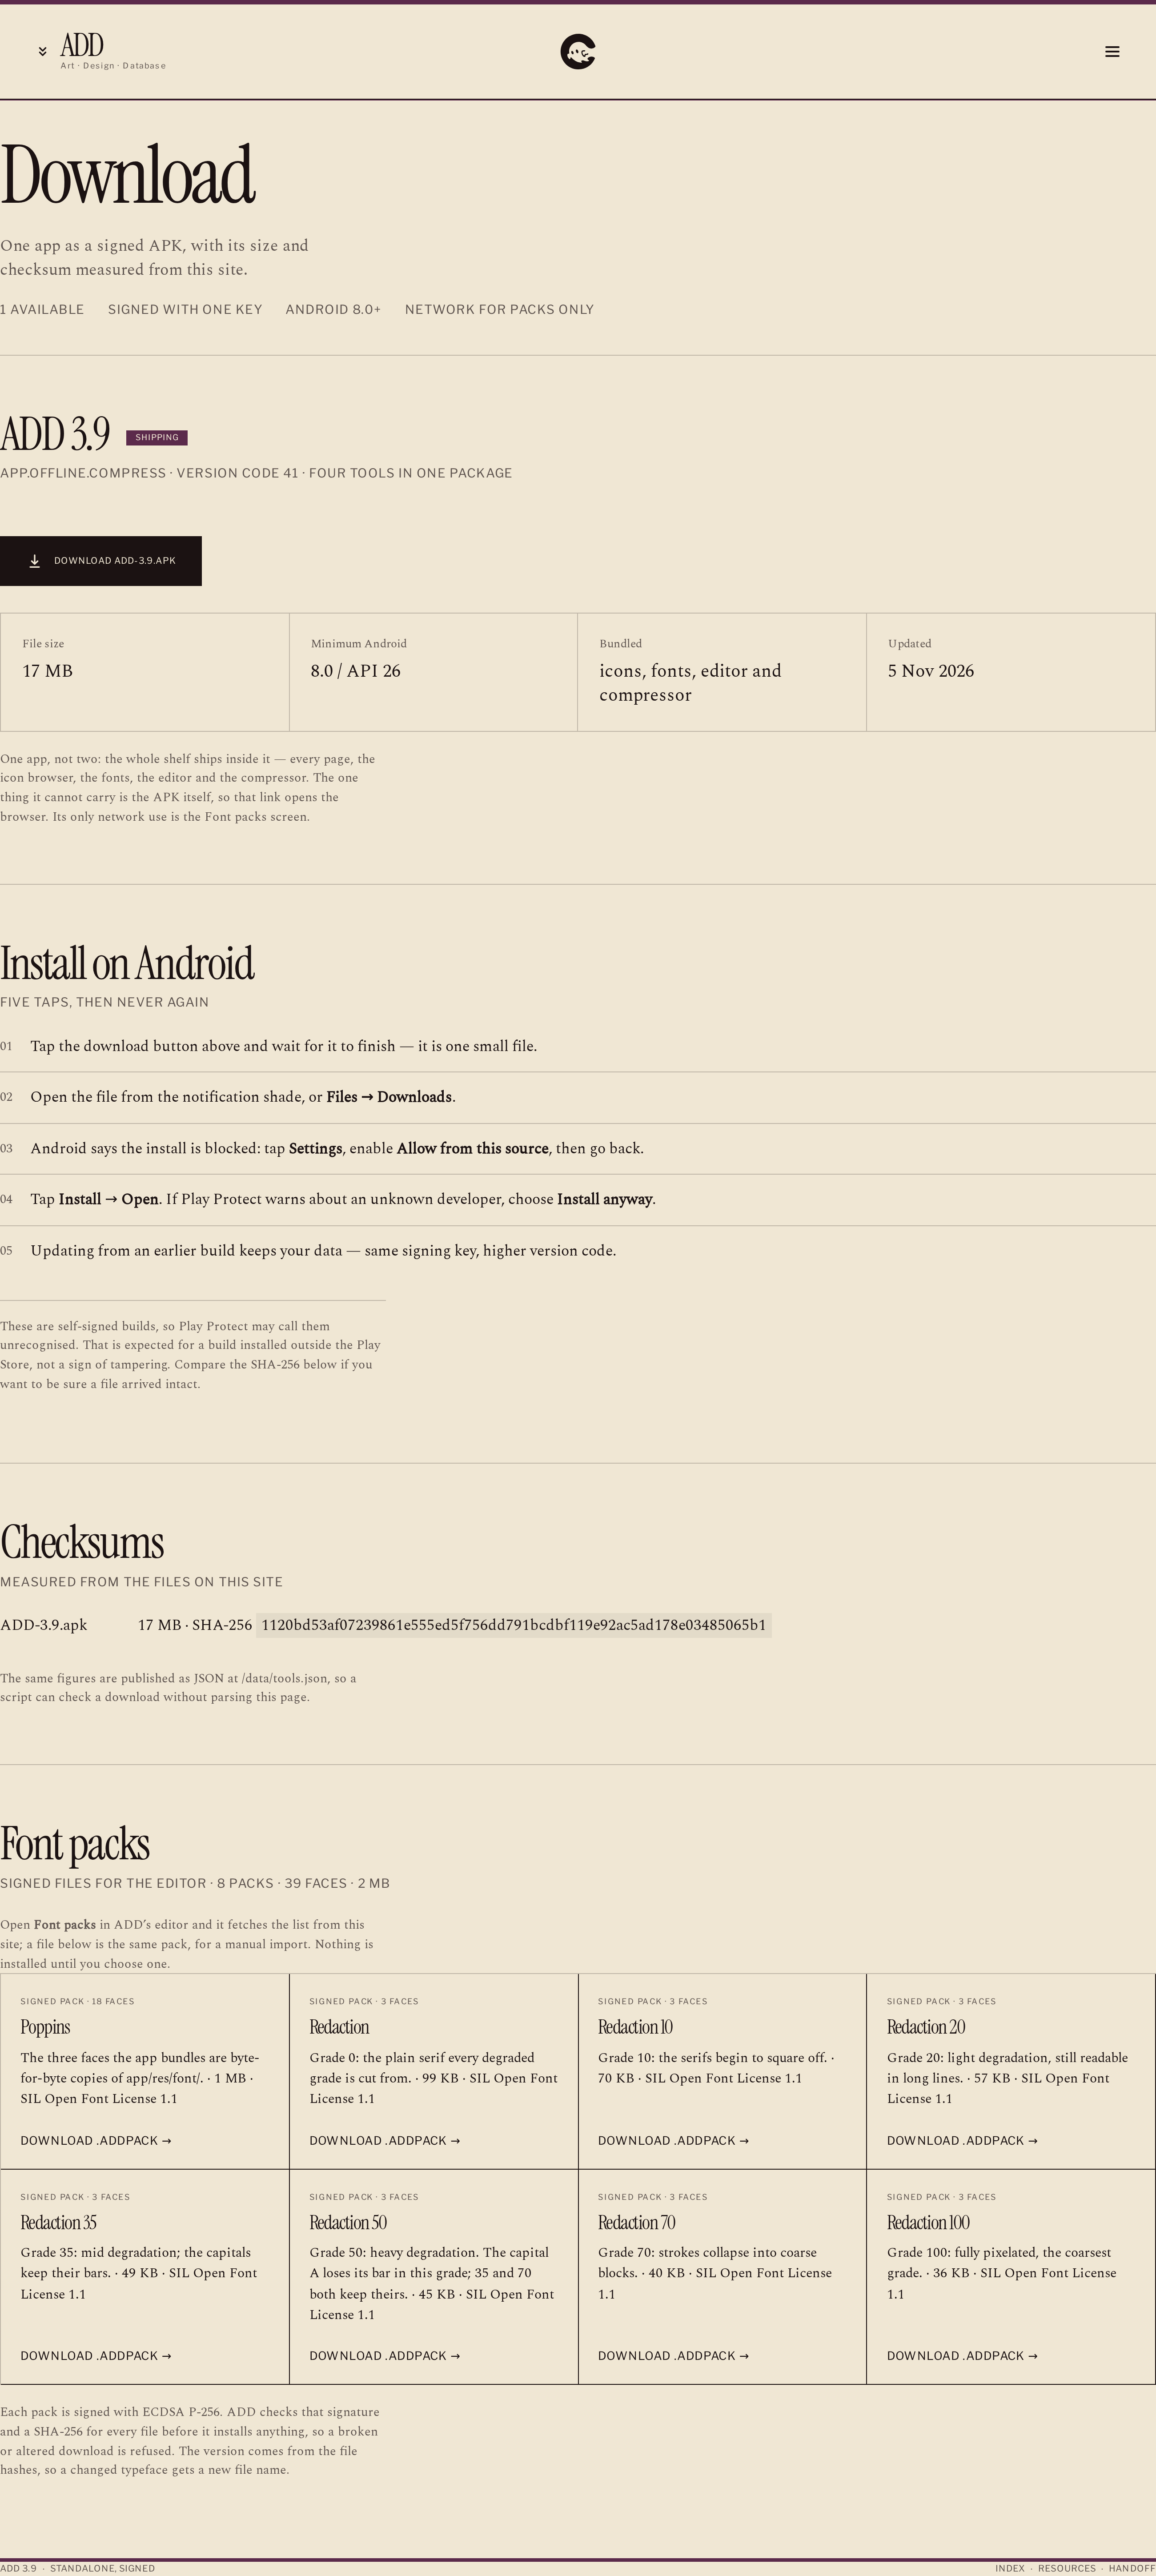 ADD
Art · Design · Database
Download
One app as a signed APK, with its size and
checksum measured from this site.
1 AVAILABLE SIGNED WITH ONE KEY ANDROID 8.0+ NETWORK FOR PACKS ONLY
ADD 3.9 SHIPPING
APP.OFFLINE.COMPRESS · VERSION CODE 41 · FOUR TOOLS IN ONE PACKAGE
DOWNLOAD ADD-3.9.APK
File size
17 MB
Minimum Android
8.0 / API 26
Bundled
icons, fonts, editor and
compressor
Updated
5 Nov 2026
One app, not two: the whole shelf ships inside it — every page, the
icon browser, the fonts, the editor and the compressor. The one
thing it cannot carry is the APK itself, so that link opens the
browser. Its only network use is the Font packs screen.
Install on Android
FIVE TAPS, THEN NEVER AGAIN
01 Tap the download button above and wait for it to finish — it is one small file.
02 Open the file from the notification shade, or Files → Downloads.
03 Android says the install is blocked: tap Settings, enable Allow from this source, then go back.
04 Tap Install → Open. If Play Protect warns about an unknown developer, choose Install anyway.
05 Updating from an earlier build keeps your data — same signing key, higher version code.
These are self-signed builds, so Play Protect may call them
unrecognised. That is expected for a build installed outside the Play
Store, not a sign of tampering. Compare the SHA-256 below if you
want to be sure a file arrived intact.
Checksums
MEASURED FROM THE FILES ON THIS SITE
ADD-3.9.apk 17 MB · SHA-256 1120bd53af07239861e555ed5f756dd791bcdbf119e92ac5ad178e03485065b1
The same figures are published as JSON at /data/tools.json, so a
script can check a download without parsing this page.
Font packs
SIGNED FILES FOR THE EDITOR · 8 PACKS · 39 FACES · 2 MB
Open Font packs in ADD’s editor and it fetches the list from this
site; a file below is the same pack, for a manual import. Nothing is
installed until you choose one.
SIGNED PACK · 18 FACES
Poppins
The three faces the app bundles are byte-
for-byte copies of app/res/font/. · 1 MB ·
SIL Open Font License 1.1
DOWNLOAD .ADDPACK →
SIGNED PACK · 3 FACES
Redaction
Grade 0: the plain serif every degraded
grade is cut from. · 99 KB · SIL Open Font
License 1.1
DOWNLOAD .ADDPACK →
SIGNED PACK · 3 FACES
Redaction 10
Grade 10: the serifs begin to square off. ·
70 KB · SIL Open Font License 1.1
DOWNLOAD .ADDPACK →
SIGNED PACK · 3 FACES
Redaction 20
Grade 20: light degradation, still readable
in long lines. · 57 KB · SIL Open Font
License 1.1
DOWNLOAD .ADDPACK →
SIGNED PACK · 3 FACES
Redaction 35
Grade 35: mid degradation; the capitals
keep their bars. · 49 KB · SIL Open Font
License 1.1
DOWNLOAD .ADDPACK →
SIGNED PACK · 3 FACES
Redaction 50
Grade 50: heavy degradation. The capital
A loses its bar in this grade; 35 and 70
both keep theirs. · 45 KB · SIL Open Font
License 1.1
DOWNLOAD .ADDPACK →
SIGNED PACK · 3 FACES
Redaction 70
Grade 70: strokes collapse into coarse
blocks. · 40 KB · SIL Open Font License
1.1
DOWNLOAD .ADDPACK →
SIGNED PACK · 3 FACES
Redaction 100
Grade 100: fully pixelated, the coarsest
grade. · 36 KB · SIL Open Font License
1.1
DOWNLOAD .ADDPACK →
Each pack is signed with ECDSA P-256. ADD checks that signature
and a SHA-256 for every file before it installs anything, so a broken
or altered download is refused. The version comes from the file
hashes, so a changed typeface gets a new file name.
ADD 3.9 · STANDALONE, SIGNED
INDEX · RESOURCES · HANDOFF